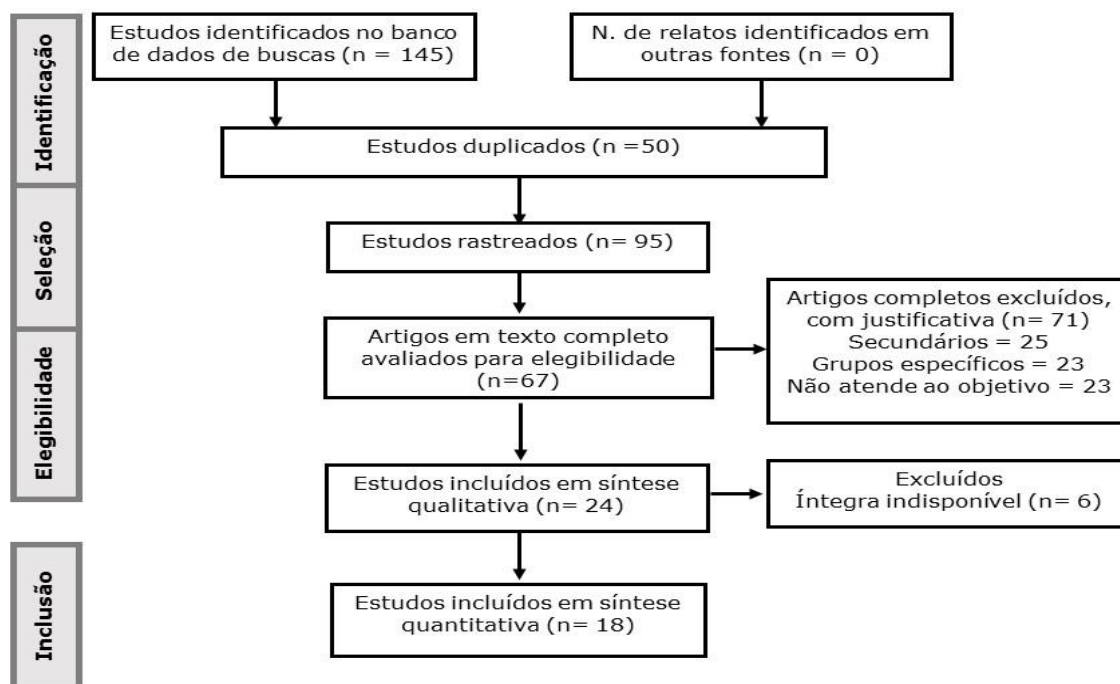 Identificação
Estudos identificados no banco
de dados de buscas (n = 145)
N. de relatos identificados em
outras fontes (n = 0)
Estudos duplicados (n =50)
Seleção
Estudos rastreados (n= 95)
Elegibilidade
Artigos em texto completo
avaliados para elegibilidade
(n=67)
Artigos completos excluídos,
com justificativa (n= 71)
Secundários = 25
Grupos específicos = 23
Não atende ao objetivo = 23
Estudos incluídos em síntese
qualitativa (n= 24)
Excluídos
Íntegra indisponível (n= 6)
Inclusão
Estudos incluídos em síntese
quantitativa (n= 18)